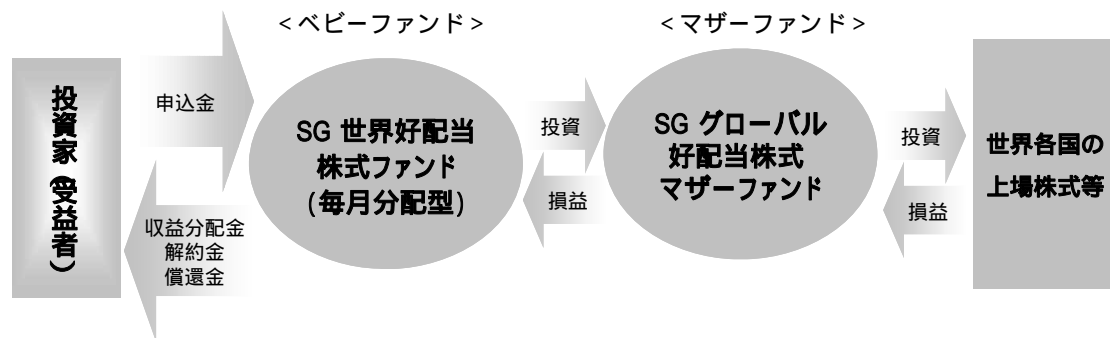 <ベビーファンド>
<マザーファンド>
投資家(受益者)
申込金
収益分配金
解約金
償還金
SG 世界好配当
株式ファンド
(毎月分配型)
投資
損益
SG グローバル
好配当株式
マザーファンド
投資
損益
世界各国の
上場株式等